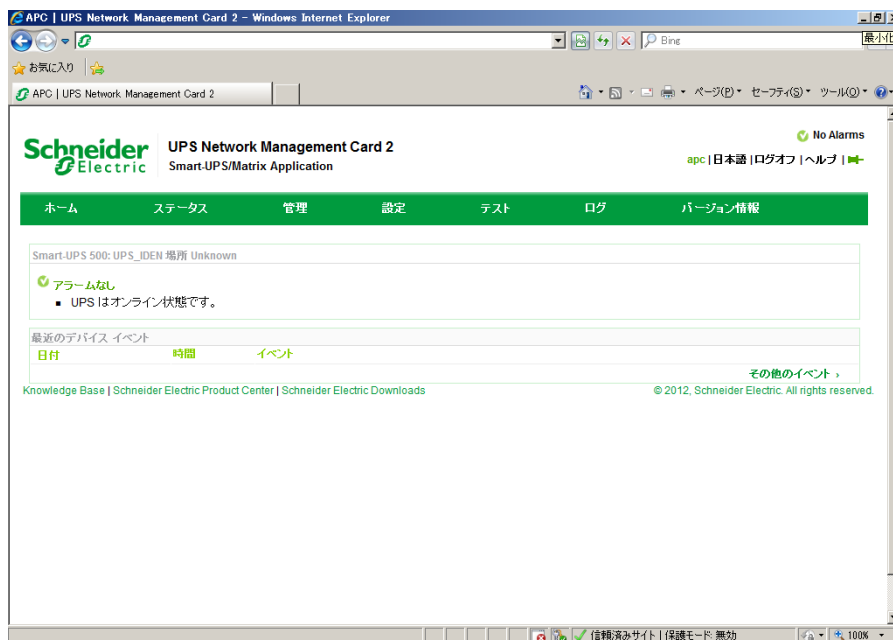 APC | UPS Network Management Card 2 - Windows Internet Explorer
Bing
最小化
お気に入り
APC | UPS Network Management Card 2
ページ(P) セーフティ(S) ツール(O)
Schneider Electric
UPS Network Management Card 2
Smart-UPS/Matrix Application
No Alarms
apc | 日本語 | ログオフ | ヘルプ |
ホーム ステータス 管理 設定 テスト ログ バージョン情報
Smart-UPS 500: UPS_IDEN 場所 Unknown
アラームなし
UPS はオンライン状態です。
最近のデバイス イベント
日付 時間 イベント
その他のイベント ›
Knowledge Base | Schneider Electric Product Center | Schneider Electric Downloads
© 2012, Schneider Electric. All rights reserved.
信頼済みサイト | 保護モード: 無効
100%